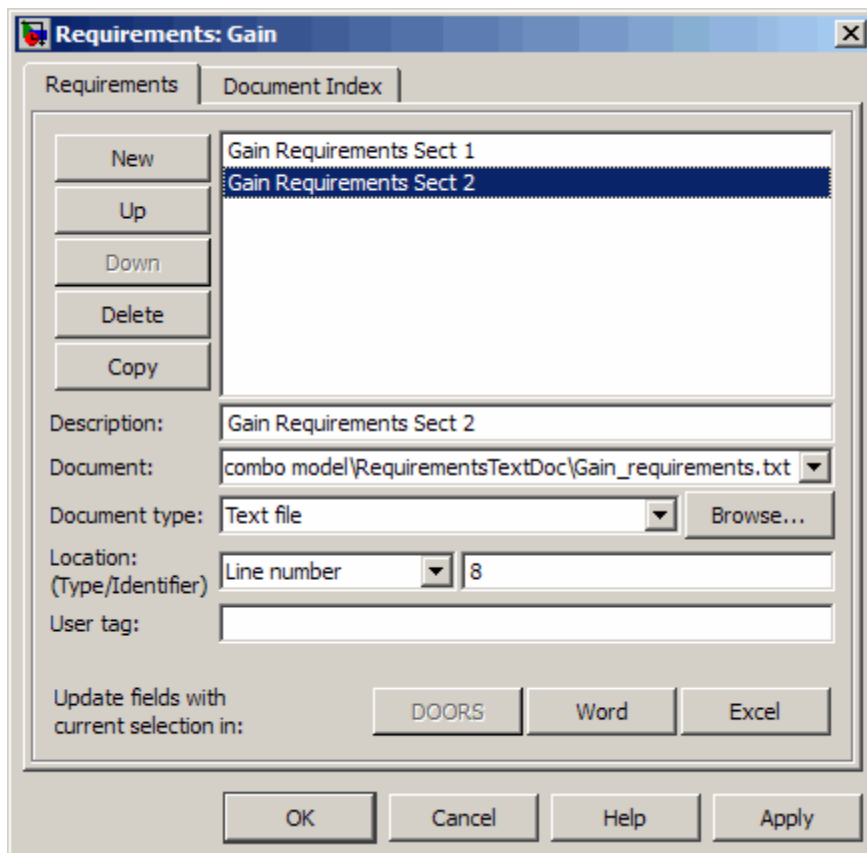 Requirements: Gain
Requirements
Document Index
New
Up
Down
Delete
Copy
Gain Requirements Sect 1
Gain Requirements Sect 2
Description:
Gain Requirements Sect 2
Document:
combo model\RequirementsTextDoc\Gain_requirements.txt
Document type:
Text file
Browse...
Location:
(Type/Identifier)
Line number
8
User tag:
Update fields with
current selection in:
DOORS
Word
Excel
OK
Cancel
Help
Apply